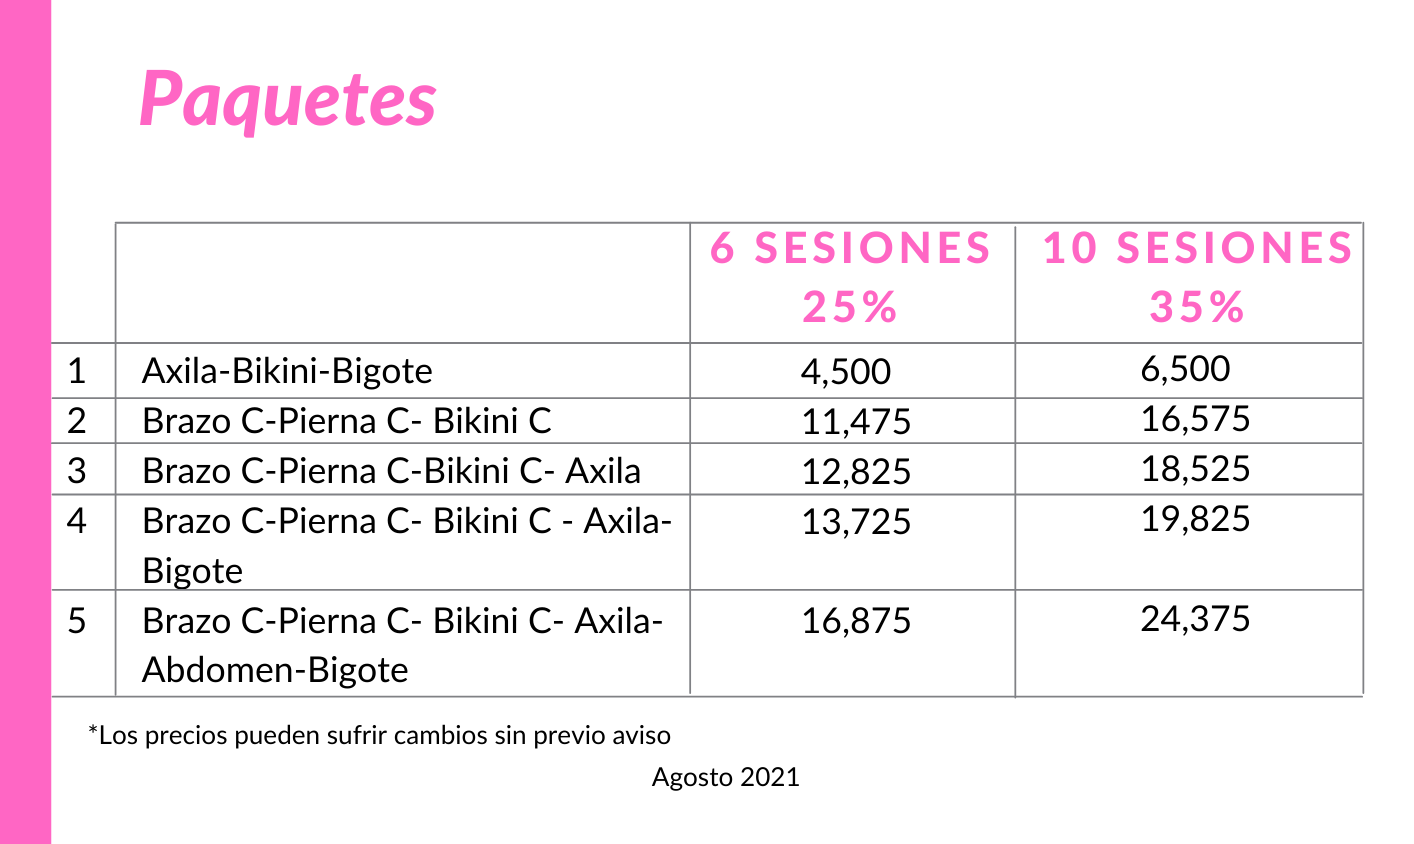 Paquetes
6 SESIONES 10 SESIONES
25% 35%
1 Axila-Bikini-Bigote 4,500 6,500
2 Brazo C-Pierna C- Bikini C 11,475 16,575
3 Brazo C-Pierna C-Bikini C- Axila 12,825 18,525
4 Brazo C-Pierna C- Bikini C - Axila- 13,725 19,825
Bigote
5 Brazo C-Pierna C- Bikini C- Axila- 16,875 24,375
Abdomen-Bigote
*Los precios pueden sufrir cambios sin previo aviso
Agosto 2021